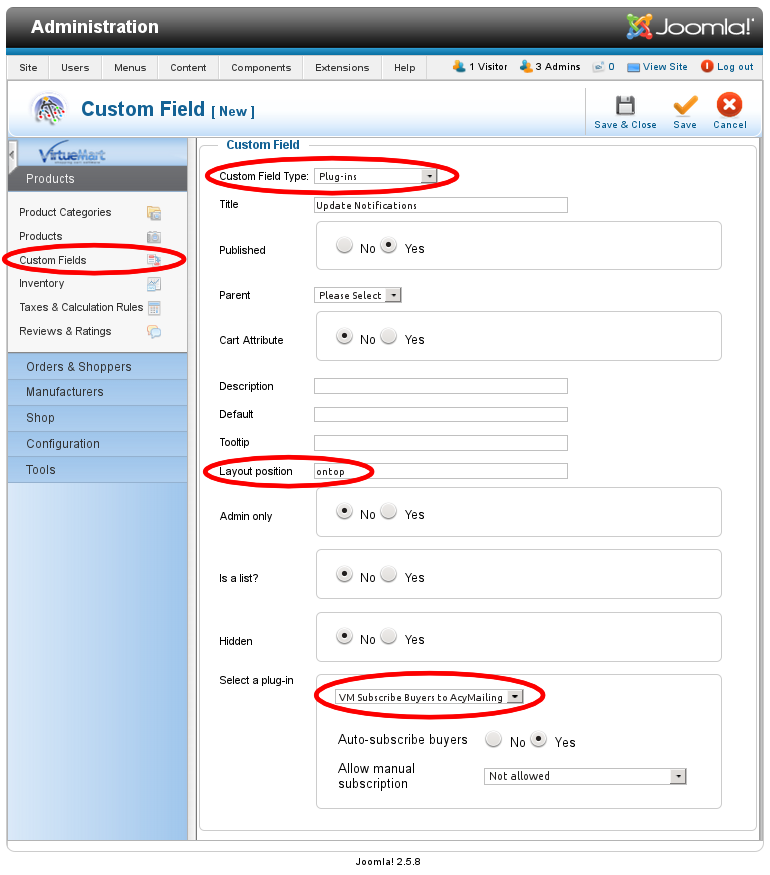 Administration
Joomla!
Site Users Menus Content Components Extensions Help 1 Visitor 3 Admins 0 View Site Log out
Custom Field [ New ]
Save & Close Save Cancel
VirtueMart
Products
Product Categories
Products
Custom Fields
Inventory
Taxes & Calculation Rules
Reviews & Ratings
Orders & Shoppers
Manufacturers
Shop
Configuration
Tools
Custom Field
Custom Field Type: Plug-ins
Title Update Notifications
Published No Yes
Parent Please Select
Cart Attribute No Yes
Description
Default
Tooltip
Layout position ontop
Admin only No Yes
Is a list? No Yes
Hidden No Yes
Select a plug-in
VM Subscribe Buyers to AcyMailing
Auto-subscribe buyers No Yes
Allow manual
subscription
Not allowed
Joomla! 2.5.8